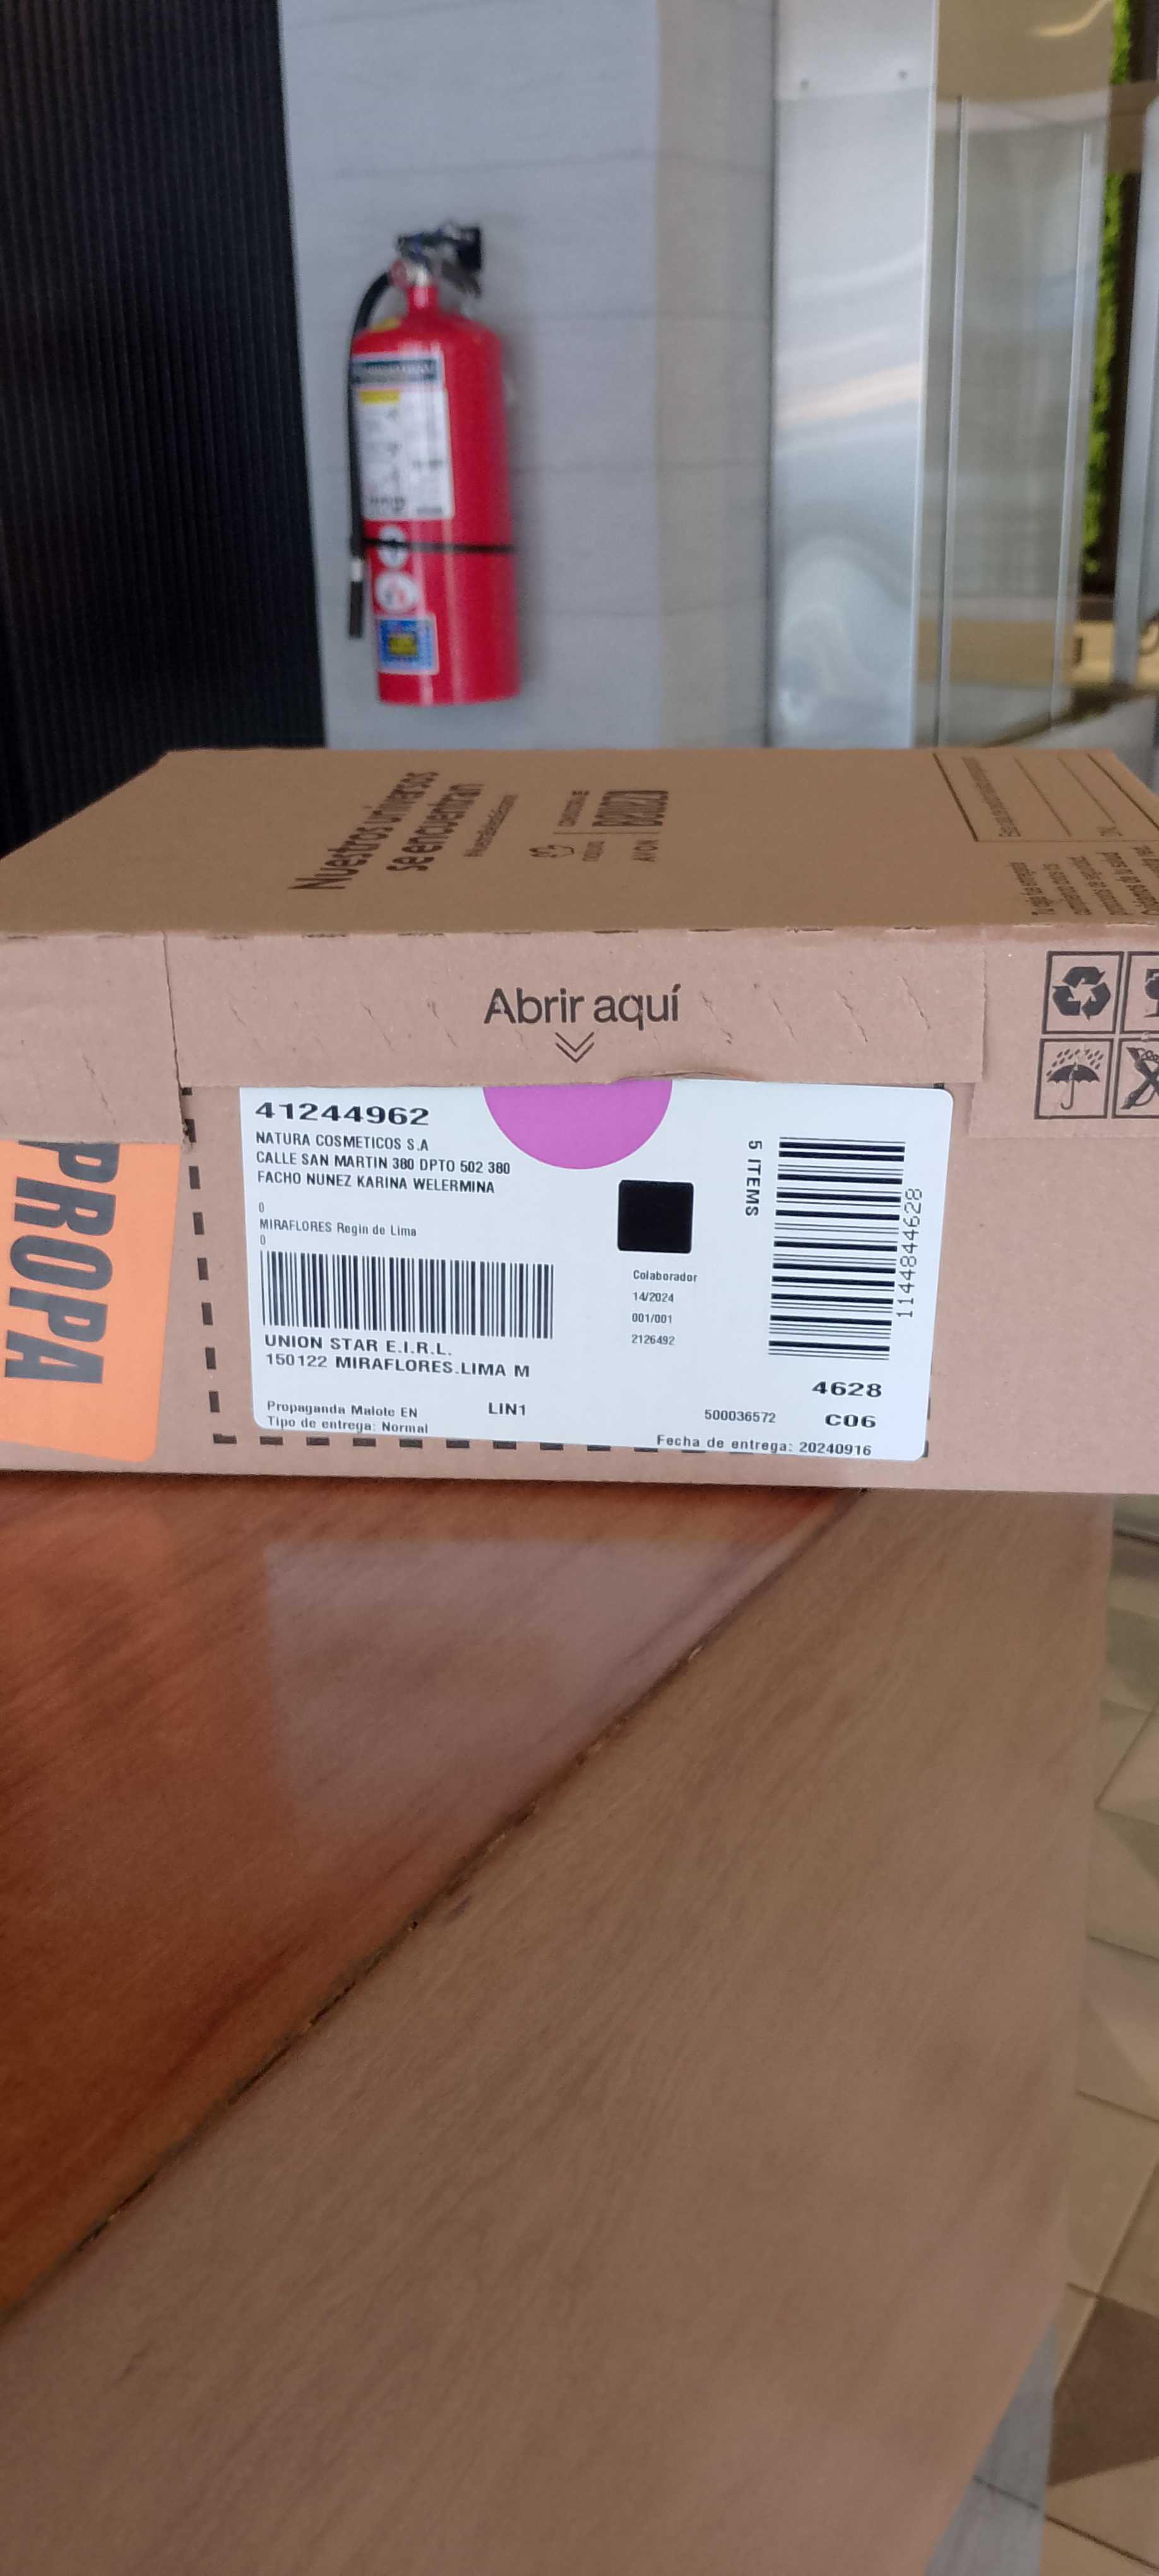 Nuestros universos
se encuentran
natura
AVON
Abrir aquí
PROPA
41244962
NATURA COSMETICOS S.A
CALLE SAN MARTIN 380 DPTO 502 380
FACHO NUNEZ KARINA WELERMINA
0
MIRAFLORES Regin de Lima
0
UNION STAR E.I.R.L.
150122 MIRAFLORES.LIMA M
Propaganda Malote EN
LIN1
Tipo de entrega: Normal
5 ITEMS
Colaborador
14/2024
001/001
2126492
1144844628
4628
500036572
C06
Fecha de entrega: 20240916